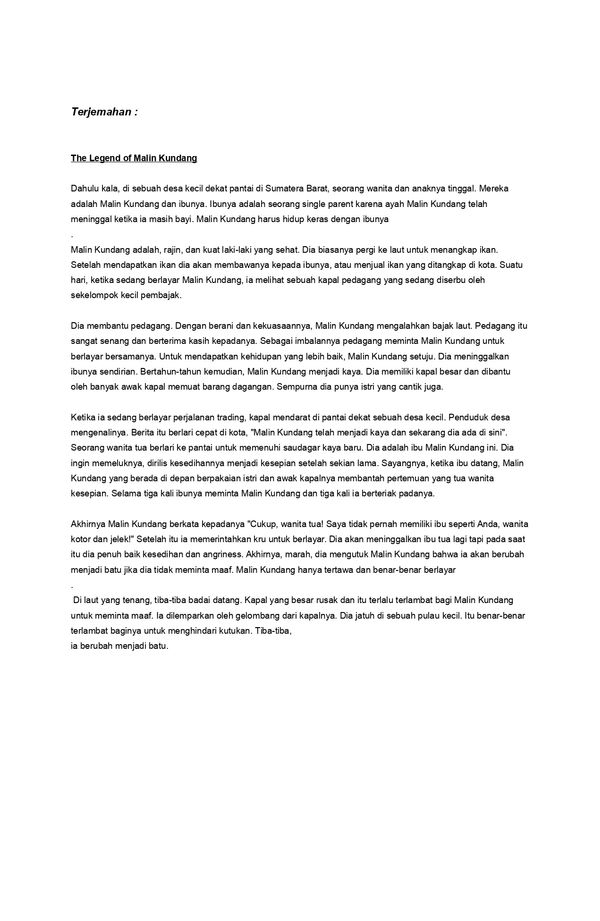 Terjemahan :
The Legend of Malin Kundang
Dahulu kala, di sebuah desa kecil dekat pantai di Sumatera Barat, seorang wanita dan anaknya tinggal. Mereka
adalah Malin Kundang dan ibunya. Ibunya adalah seorang single parent karena ayah Malin Kundang telah
meninggal ketika ia masih bayi. Malin Kundang harus hidup keras dengan ibunya
.
Malin Kundang adalah, rajin, dan kuat laki-laki yang sehat. Dia biasanya pergi ke laut untuk menangkap ikan.
Setelah mendapatkan ikan dia akan membawanya kepada ibunya, atau menjual ikan yang ditangkap di kota. Suatu
hari, ketika sedang berlayar Malin Kundang, ia melihat sebuah kapal pedagang yang sedang diserbu oleh
sekelompok kecil pembajak.
Dia membantu pedagang. Dengan berani dan kekuasaannya, Malin Kundang mengalahkan bajak laut. Pedagang itu
sangat senang dan berterima kasih kepadanya. Sebagai imbalannya pedagang meminta Malin Kundang untuk
berlayar bersamanya. Untuk mendapatkan kehidupan yang lebih baik, Malin Kundang setuju. Dia meninggalkan
ibunya sendirian. Bertahun-tahun kemudian, Malin Kundang menjadi kaya. Dia memiliki kapal besar dan dibantu
oleh banyak awak kapal memuat barang dagangan. Sempurna dia punya istri yang cantik juga.
Ketika ia sedang berlayar perjalanan trading, kapal mendarat di pantai dekat sebuah desa kecil. Penduduk desa
mengenalinya. Berita itu berlari cepat di kota, "Malin Kundang telah menjadi kaya dan sekarang dia ada di sini".
Seorang wanita tua berlari ke pantai untuk memenuhi saudagar kaya baru. Dia adalah ibu Malin Kundang ini. Dia
ingin memeluknya, dirilis kesedihannya menjadi kesepian setelah sekian lama. Sayangnya, ketika ibu datang, Malin
Kundang yang berada di depan berpakaian istri dan awak kapalnya membantah pertemuan yang tua wanita
kesepian. Selama tiga kali ibunya meminta Malin Kundang dan tiga kali ia berteriak padanya.
Akhirnya Malin Kundang berkata kepadanya "Cukup, wanita tua! Saya tidak pernah memiliki ibu seperti Anda, wanita
kotor dan jelek!" Setelah itu ia memerintahkan kru untuk berlayar. Dia akan meninggalkan ibu tua lagi tapi pada saat
itu dia penuh baik kesedihan dan angriness. Akhirnya, marah, dia mengutuk Malin Kundang bahwa ia akan berubah
menjadi batu jika dia tidak meminta maaf. Malin Kundang hanya tertawa dan benar-benar berlayar
.
Di laut yang tenang, tiba-tiba badai datang. Kapal yang besar rusak dan itu terlalu terlambat bagi Malin Kundang
untuk meminta maaf. Ia dilemparkan oleh gelombang dari kapalnya. Dia jatuh di sebuah pulau kecil. Itu benar-benar
terlambat baginya untuk menghindari kutukan. Tiba-tiba,
ia berubah menjadi batu.